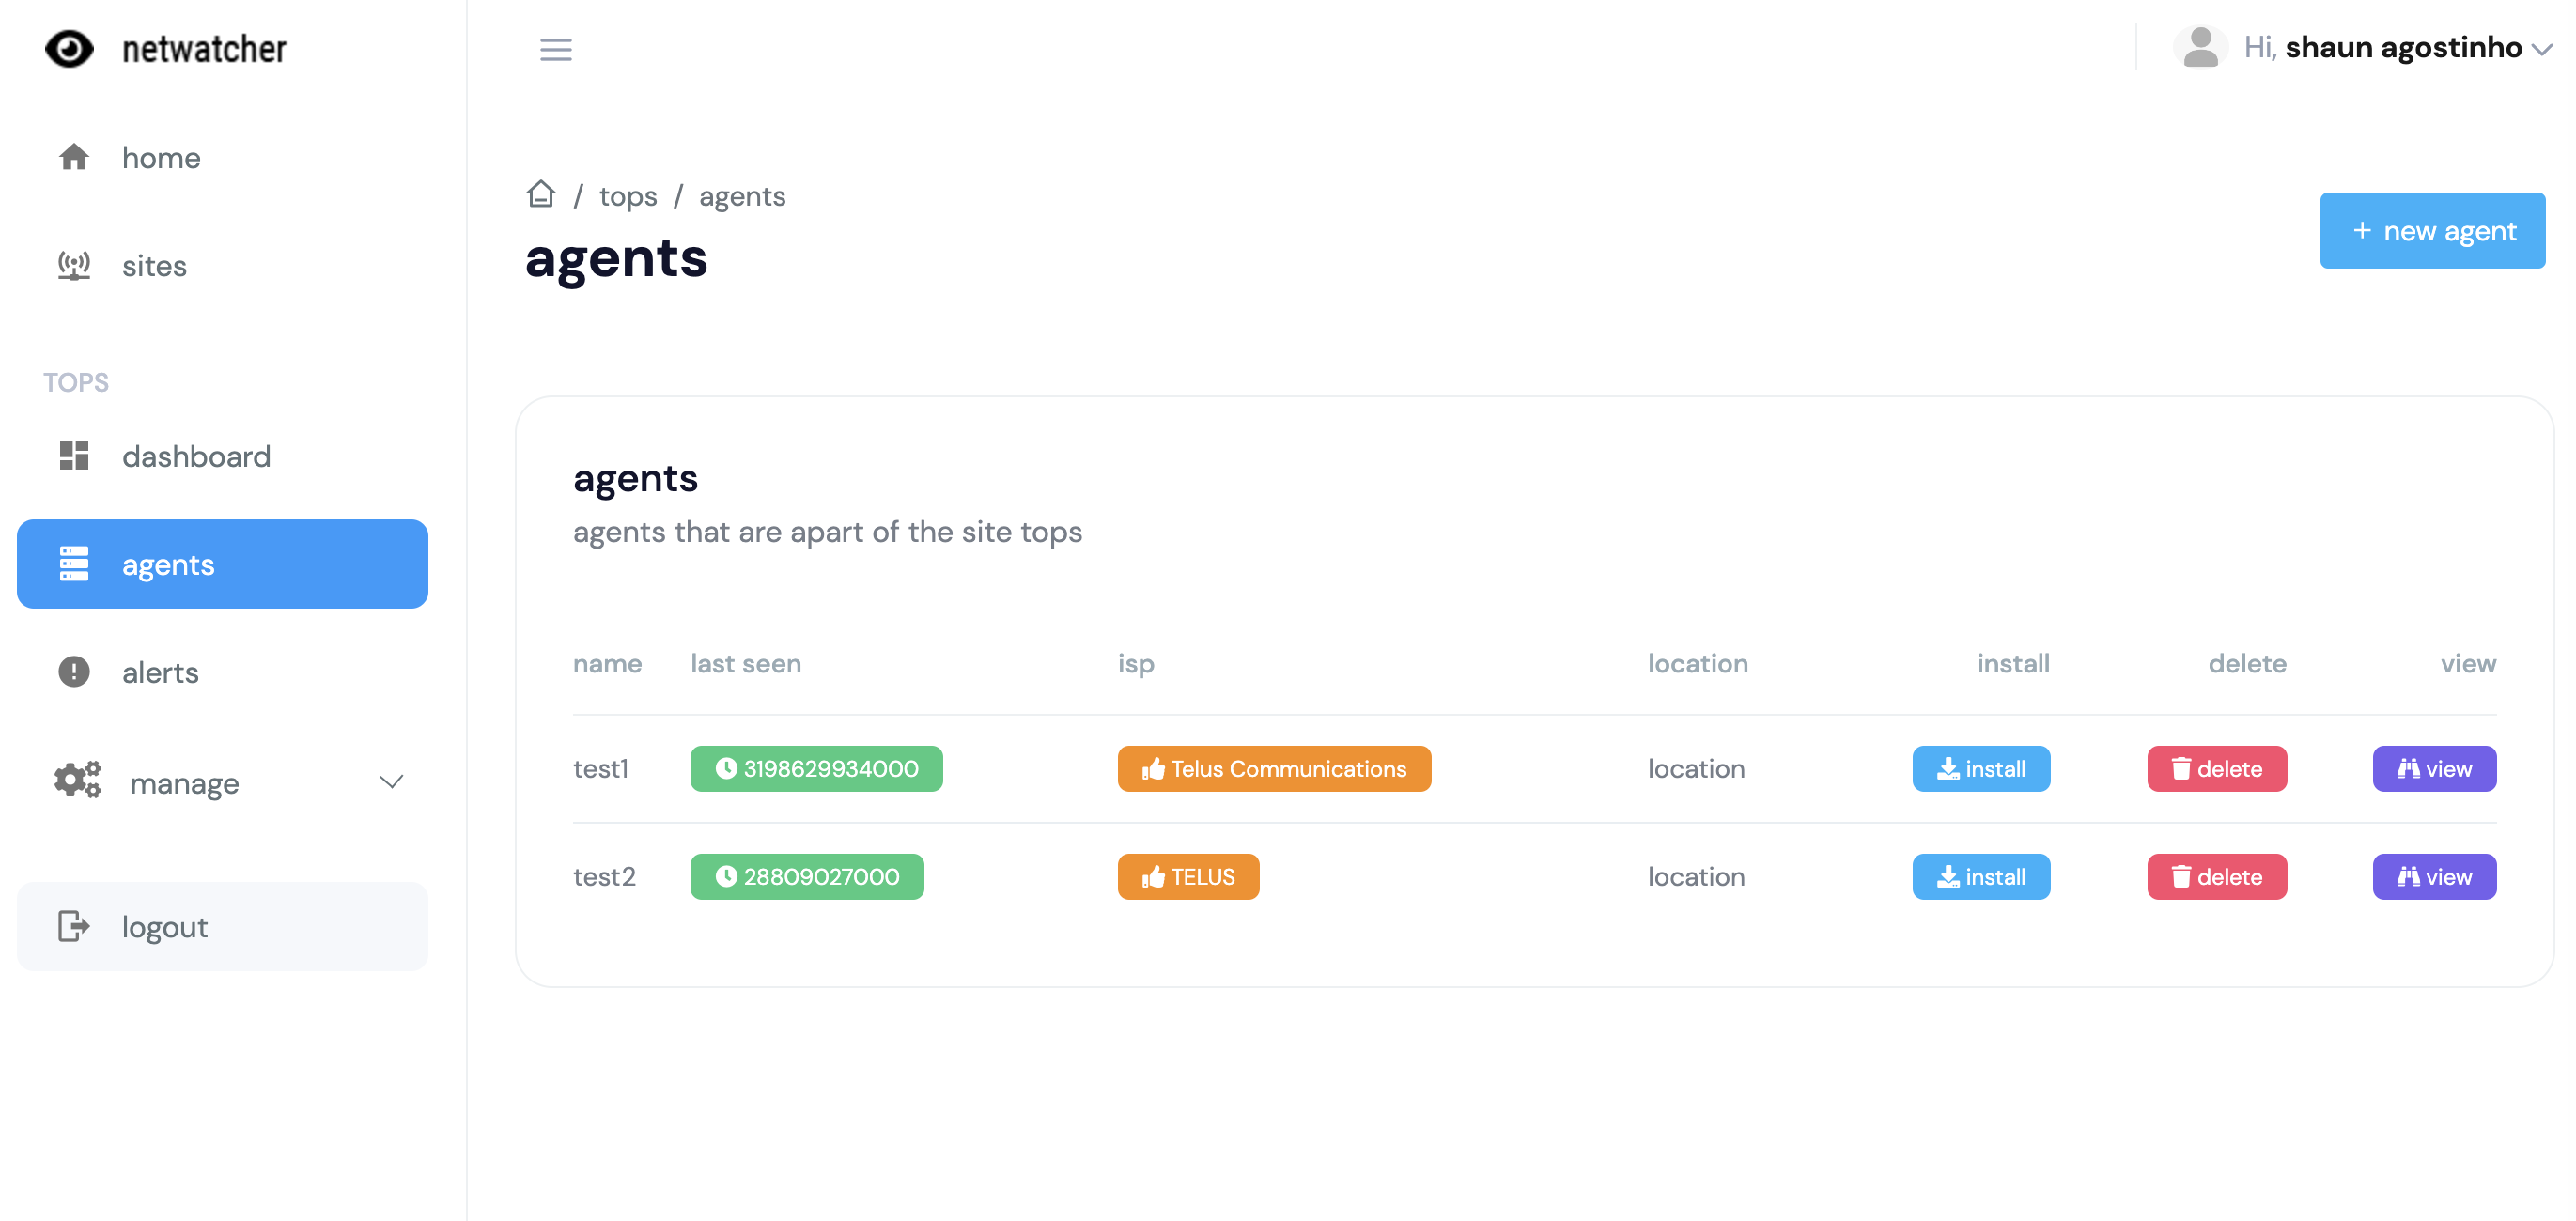 netwatcher
Hi, shaun agostinho
home
sites
TOPS
dashboard
agents
alerts
manage
logout
/ tops / agents
agents
+ new agent
agents
agents that are apart of the site tops
name last seen isp location install delete view
test1 3198629934000 Telus Communications location install delete view
test2 28809027000 TELUS location install delete view